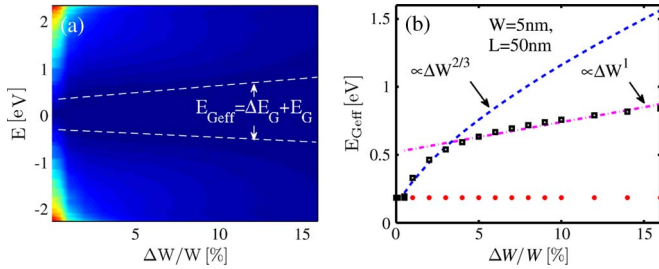 (a)
E [eV]
2
1
0
-1
-2
E_Geff=ΔE_G+E_G
5
10
15
ΔW/W [%]
(b)
E_Geff [eV]
1.5
1.0
0.5
0
W=5nm,
L=50nm
∝ΔW^2/3
∝ΔW^1
0
5
10
15
ΔW/W [%]